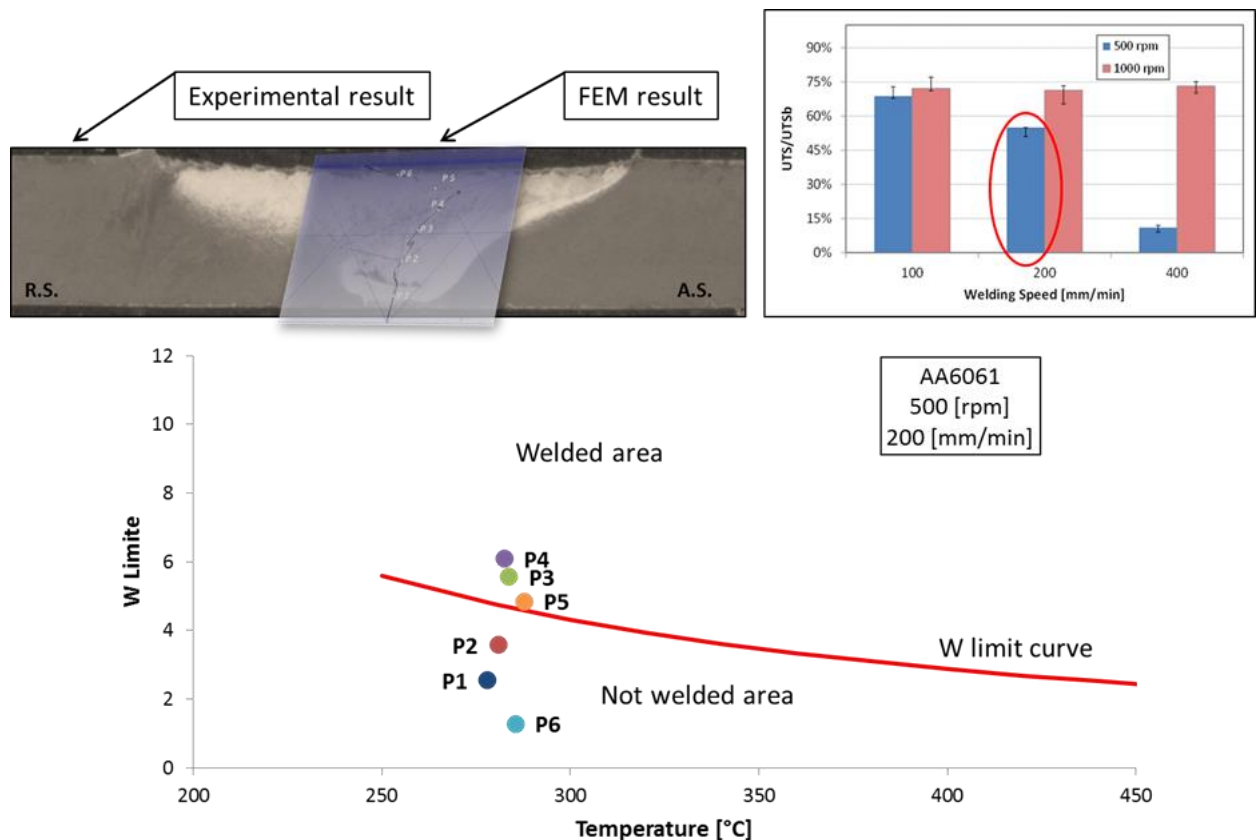 Experimental result
FEM result
R.S.
A.S.
P6
P5
P4
P3
P2
90%
75%
60%
45%
30%
15%
0%
UTS/UTSb
500 rpm
1000 rpm
100
200
400
Welding Speed [mm/min]
AA6061
500 [rpm]
200 [mm/min]
12
10
8
6
4
2
0
W Limite
Welded area
P4
P3
P5
P2
P1
P6
W limit curve
Not welded area
200
250
300
350
400
450
Temperature [°C]